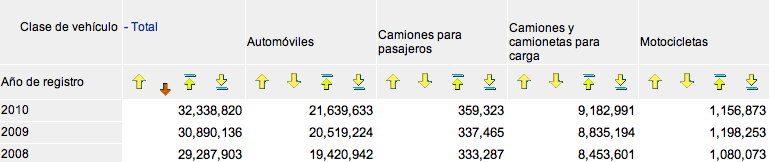 Clase de vehículo - Total
Automóviles Camiones para pasajeros Camiones y camionetas para carga Motocicletas
Año de registro
2010 32,338,820 21,639,633 359,323 9,182,991 1,156,873
2009 30,890,136 20,519,224 337,465 8,835,194 1,198,253
2008 29,287,903 19,420,942 333,287 8,453,601 1,080,073